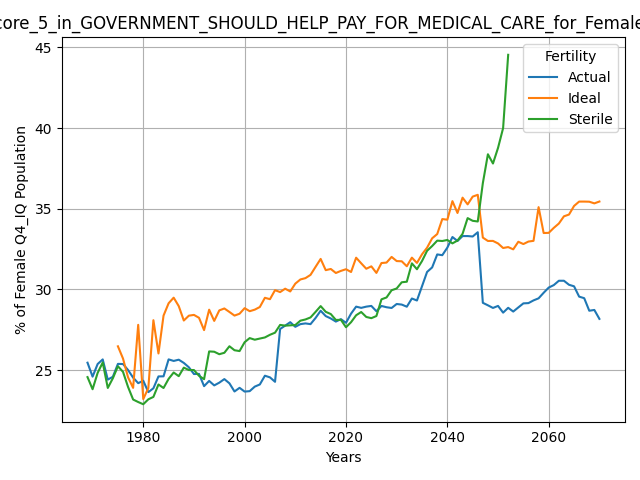 core_5_in_GOVERNMENT_SHOULD_HELP_PAY_FOR_MEDICAL_CARE_for_Female
45
40
35
30
25
1980
2000
2020
2040
2060
% of Female Q4_IQ Population
Years
Fertility
Actual
Ideal
Sterile